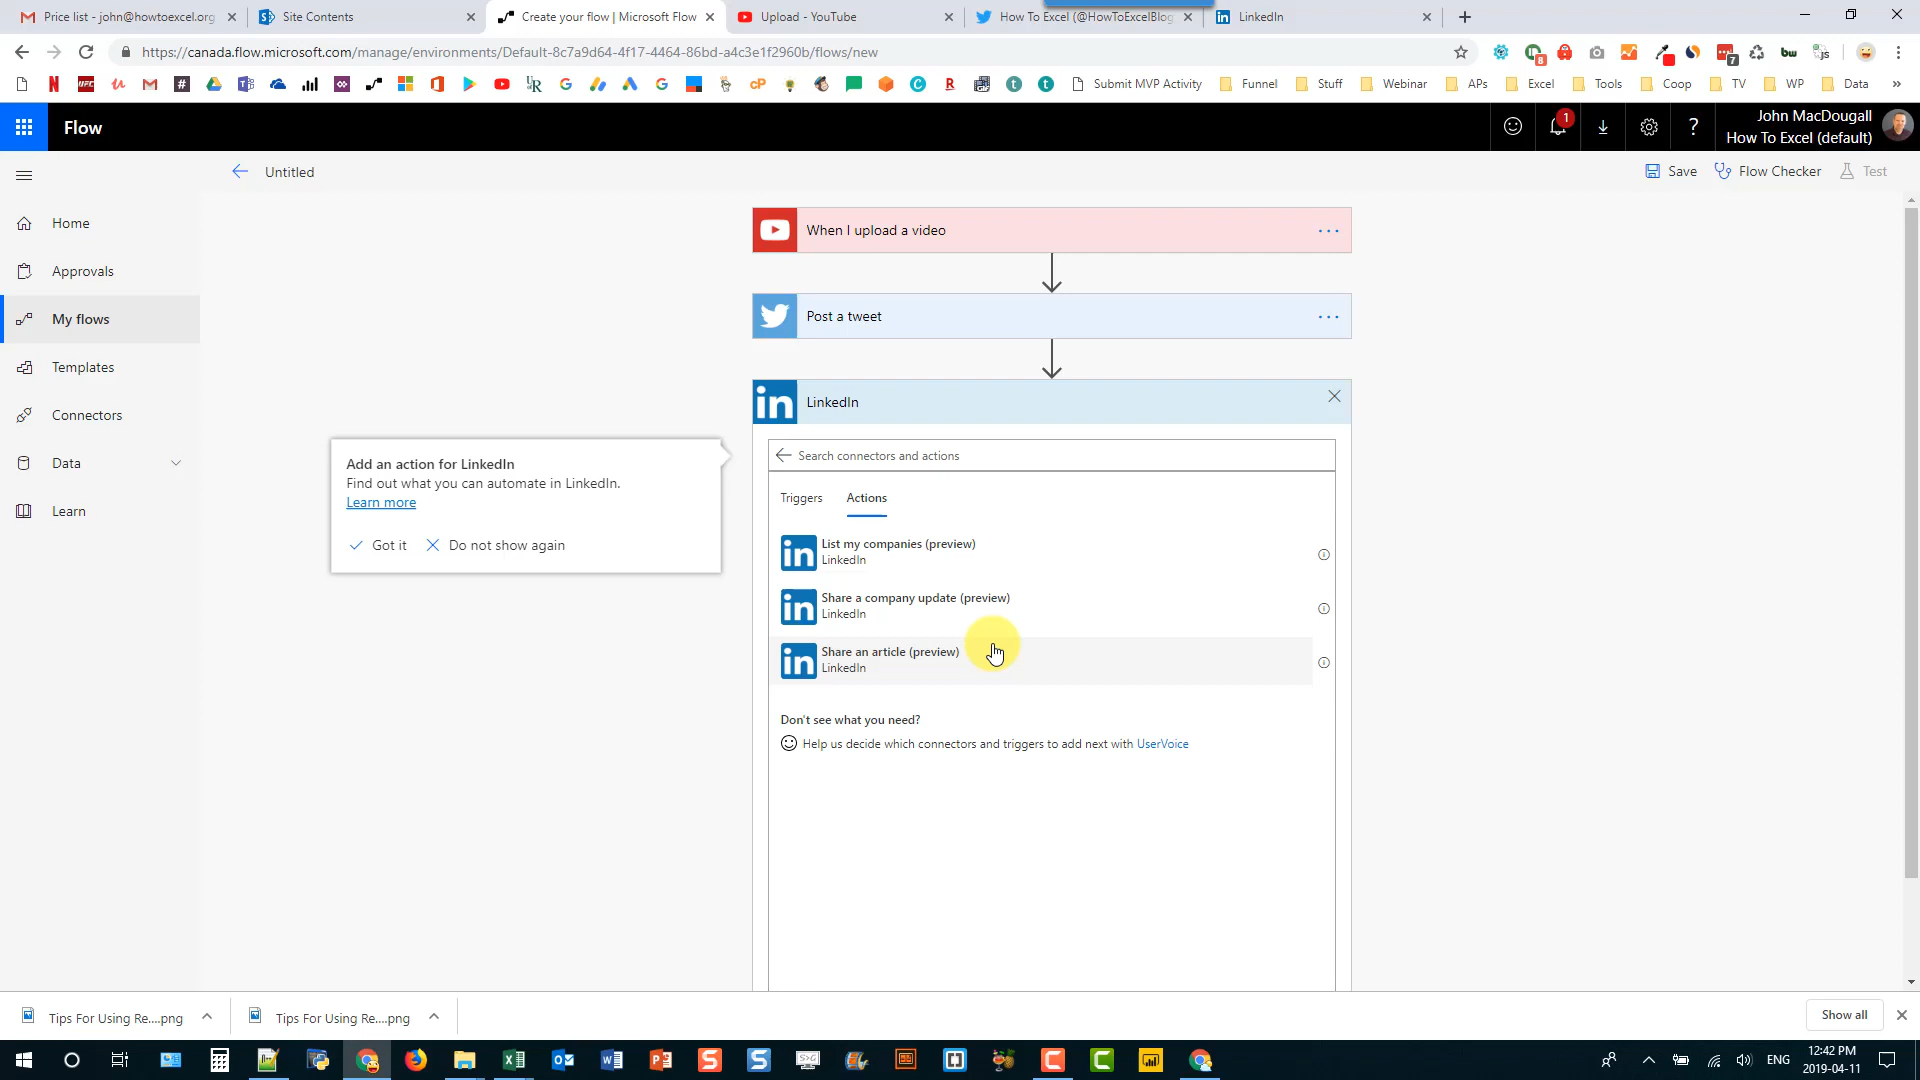 Price list - john@howtoexcel.org
Site Contents
Create your flow | Microsoft Flow
Upload - YouTube
How To Excel (@HowToExcelBlog
LinkedIn
https://canada.flow.microsoft.com/manage/environments/Default-8c7a9d64-4f17-4464-86bd-a4c3e1f2960b/flows/new
Submit MVP Activity
Funnel
Stuff
Webinar
APs
Excel
Tools
Coop
TV
WP
Data
Flow
1
John MacDougall
How To Excel (default)
Untitled
Save
Flow Checker
Test
Home
Approvals
My flows
Templates
Connectors
Data
Learn
When I upload a video
Post a tweet
LinkedIn
Add an action for LinkedIn
Find out what you can automate in LinkedIn.
Learn more
Got it
Do not show again
Search connectors and actions
Triggers
Actions
List my companies (preview)
LinkedIn
Share a company update (preview)
LinkedIn
Share an article (preview)
LinkedIn
Don't see what you need?
Help us decide which connectors and triggers to add next with UserVoice
Tips For Using Re....png
Tips For Using Re....png
Show all
ENG
12:42 PM
2019-04-11